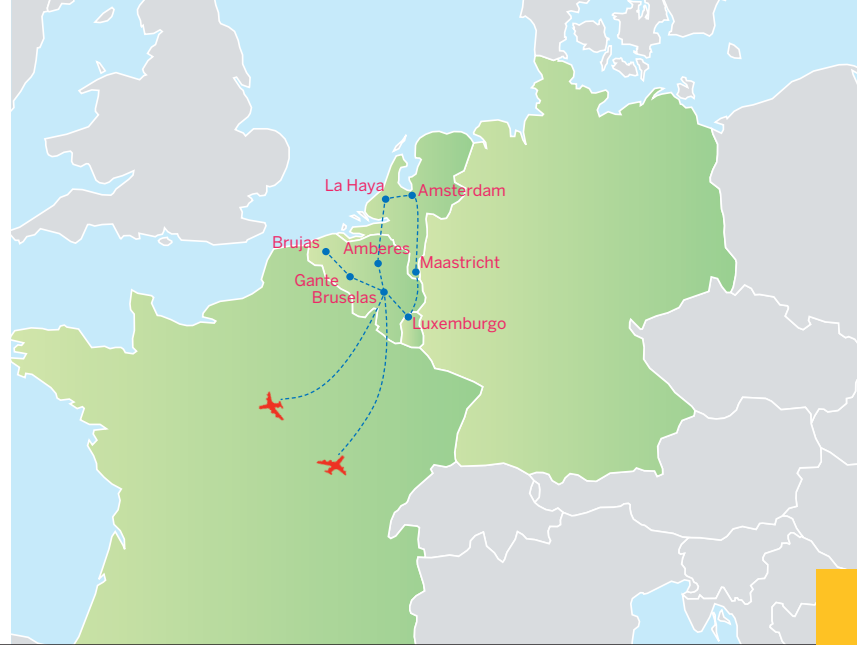 La Haya
Amsterdam
Brujas
Amberes
Maastricht
Gante
Bruselas
Luxemburgo